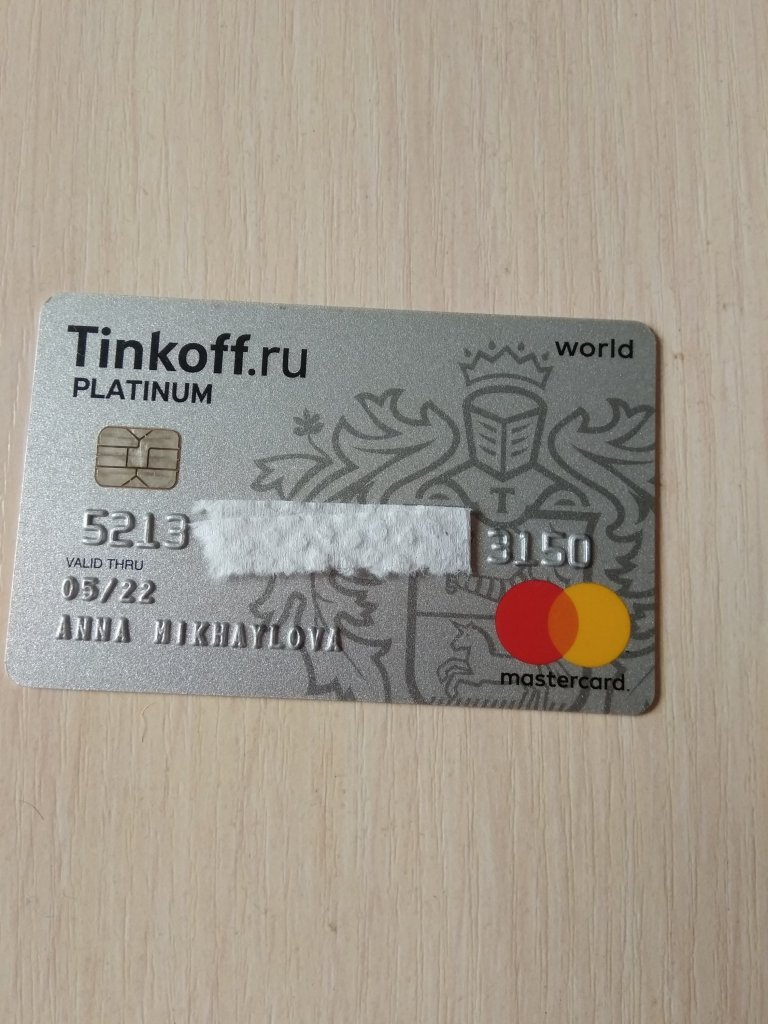 Tinkoff.ru
world
PLATINUM
T
5213 3150
VALID THRU
05/22
ANNA MIKHAYLOVA
mastercard.